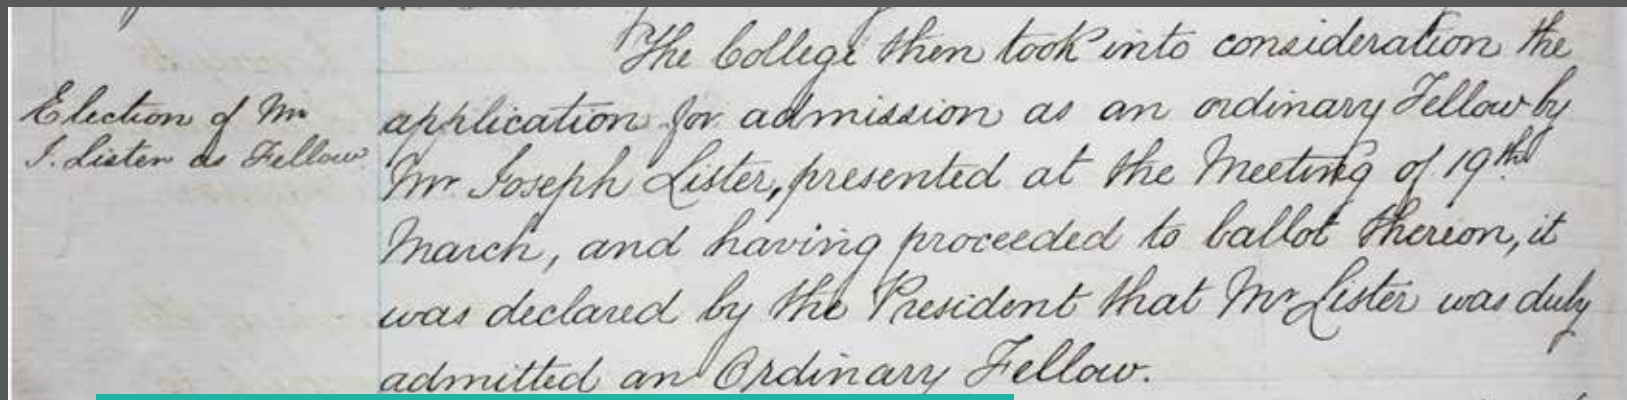 The College then took into consideration the
Election of Mr
application for admission as an ordinary Fellow by
J. Lister as Fellow
Mr. Joseph Lister, presented at the Meeting of 19th
March, and having proceeded to ballot thereon, it
was declared by the President that Mr Lister was duly
admitted an Ordinary Fellow.